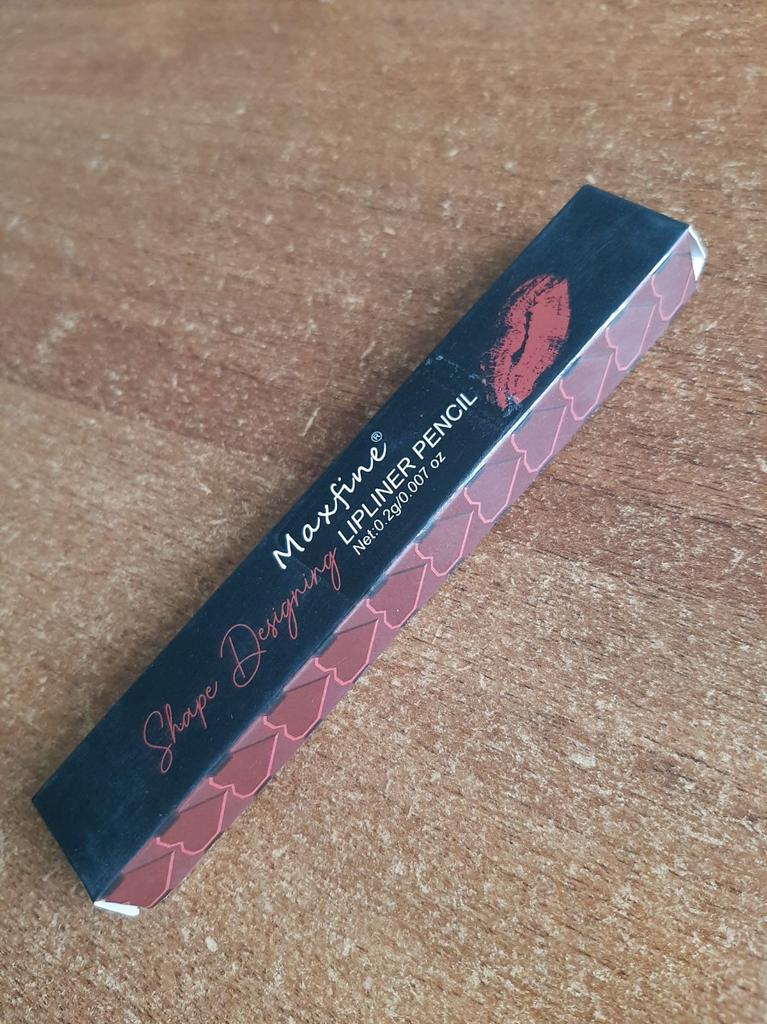 Maxfine®
Shape Designing LIPLINER PENCIL
Net:0.2g/0.007 oz